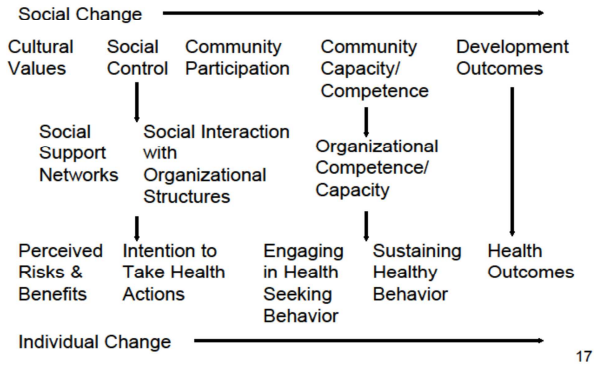 Social Change
Cultural
Values
Social
Control
Community
Participation
Community
Capacity/
Competence
Development
Outcomes
Social
Support
Networks
Social Interaction
with
Organizational
Structures
Organizational
Competence/
Capacity
Perceived
Risks &
Benefits
Intention to
Take Health
Actions
Engaging
in Health
Seeking
Behavior
Sustaining
Healthy
Behavior
Health
Outcomes
Individual Change
17